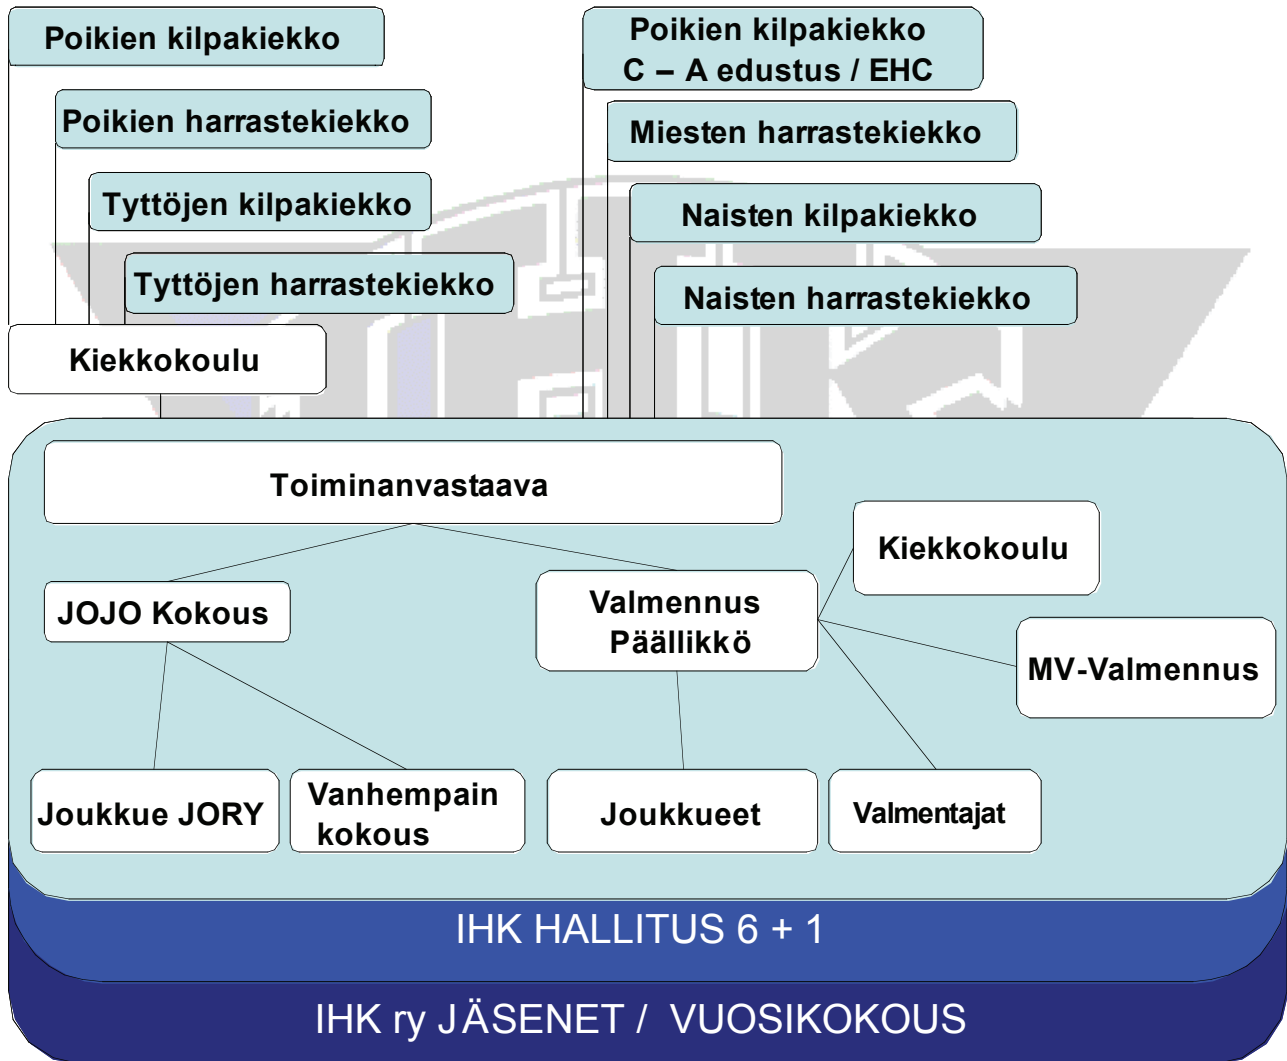 Poikien kilpakiekko
Poikien harrastekiekko
Tyttöjen kilpakiekko
Tyttöjen harrastekiekko
Kiekkokoulu
Poikien kilpakiekko
C – A edustus / EHC
Miesten harrastekiekko
Naisten kilpakiekko
Naisten harrastekiekko
Toiminanvastaava
JOJO Kokous
Valmennus
Päällikkö
Kiekkokoulu
MV-Valmennus
Joukkue JORY
Vanhempain
kokous
Joukkueet
Valmentajat
IHK HALLITUS 6 + 1
IHK ry JÄSENET / VUOSIKOKOUS
IHK